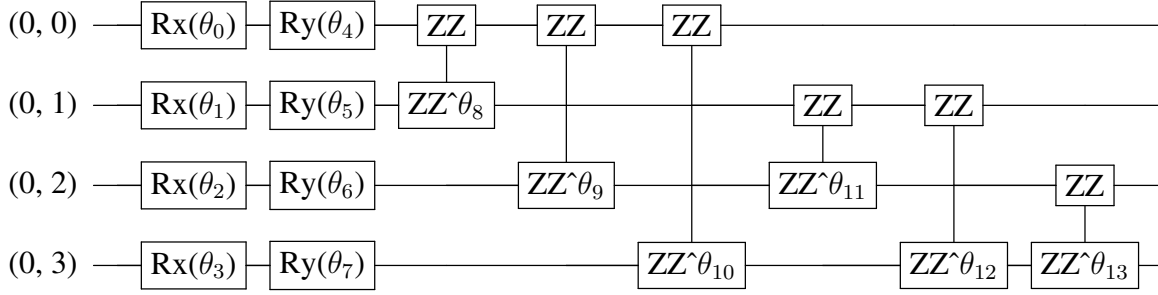 (0, 0) Rx(θ₀) Ry(θ₄) ZZ ZZ ZZ
(0, 1) Rx(θ₁) Ry(θ₅) ZZ^θ₈ ZZ ZZ
(0, 2) Rx(θ₂) Ry(θ₆) ZZ^θ₉ ZZ^θ₁₁ ZZ
(0, 3) Rx(θ₃) Ry(θ₇) ZZ^θ₁₀ ZZ^θ₁₂ ZZ^θ₁₃